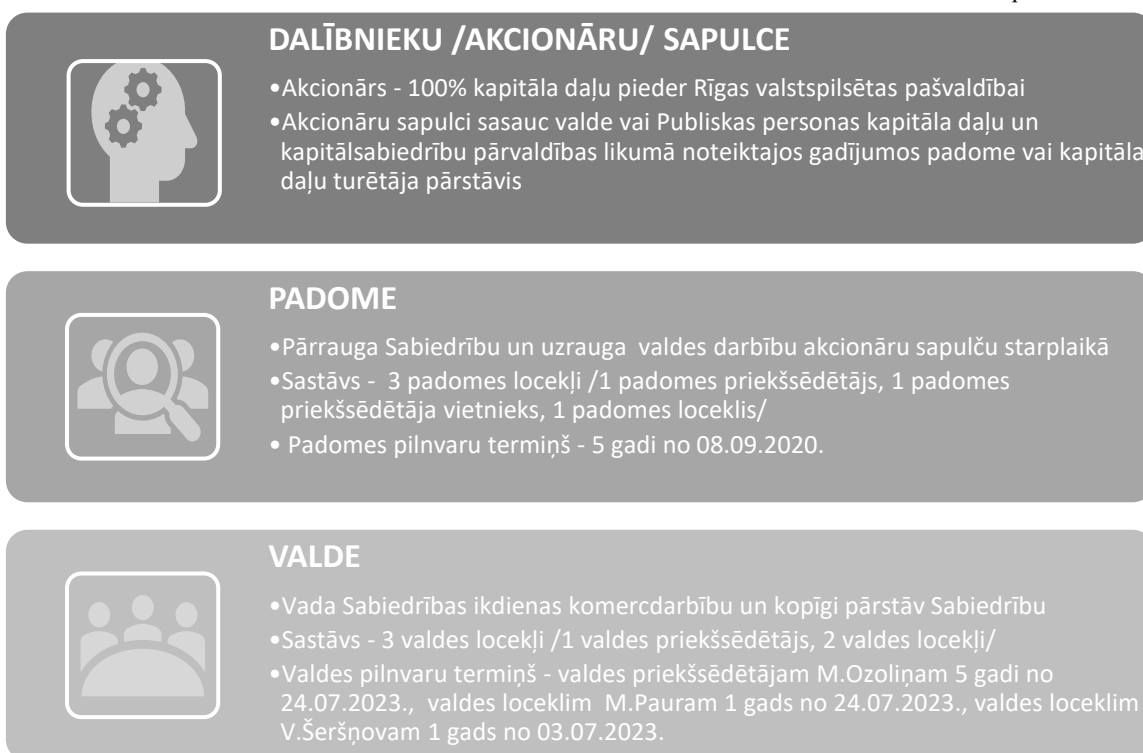 DALĪBNIEKU /AKCIONĀRU/ SAPULCE
•Akcionārs - 100% kapitāla daļu pieder Rīgas valstspilsētas pašvaldībai
•Akcionāru sapulci sasauc valde vai Publiskas personas kapitāla daļu un
kapitālsabiedrību pārvaldības likumā noteiktajos gadījumos padome vai kapitāla
daļu turētāja pārstāvis
PADOME
•Pārrauga Sabiedrību un uzrauga valdes darbību akcionāru sapulču starplaikā
•Sastāvs - 3 padomes locekļi /1 padomes priekšsēdētājs, 1 padomes
priekšsēdētāja vietnieks, 1 padomes loceklis/
• Padomes pilnvaru termiņš - 5 gadi no 08.09.2020.
VALDE
•Vada Sabiedrības ikdienas komercdarbību un kopīgi pārstāv Sabiedrību
•Sastāvs - 3 valdes locekļi /1 valdes priekšsēdētājs, 2 valdes locekļi/
•Valdes pilnvaru termiņš - valdes priekšsēdētājam M.Ozoliņam 5 gadi no
24.07.2023., valdes loceklim M.Pauram 1 gads no 24.07.2023., valdes loceklim
V.Šeršņovam 1 gads no 03.07.2023.